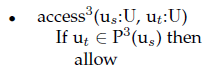 • access³(uₛ:U, uₜ:U)
If uₜ ∈ P³(uₛ) then
allow